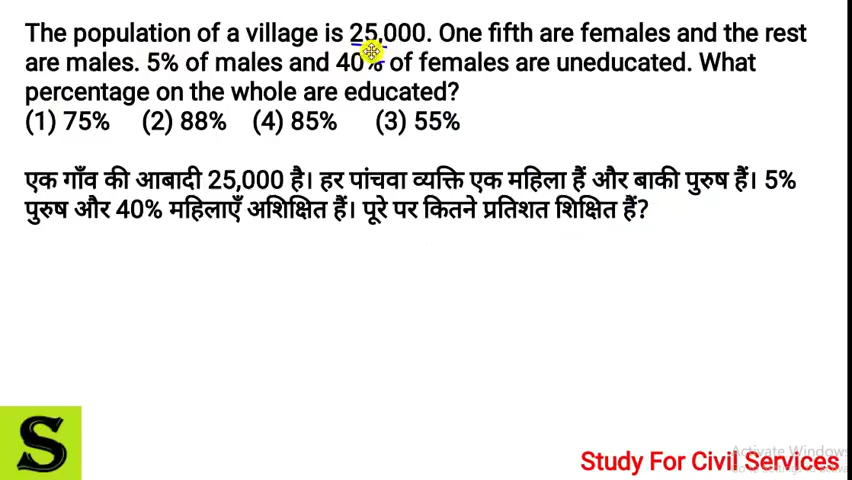 The population of a village is 25,000. One fifth are females and the rest
are males. 5% of males and 40% of females are uneducated. What
percentage on the whole are educated?
(1) 75% (2) 88% (4) 85% (3) 55%
एक गाँव की आबादी 25,000 है। हर पांचवा व्यक्ति एक महिला हैं और बाकी पुरुष हैं। 5%
पुरुष और 40% महिलाएँ अशिक्षित हैं। पूरे पर कितने प्रतिशत शिक्षित हैं?
S
Activate Windows
Study For Civil Services